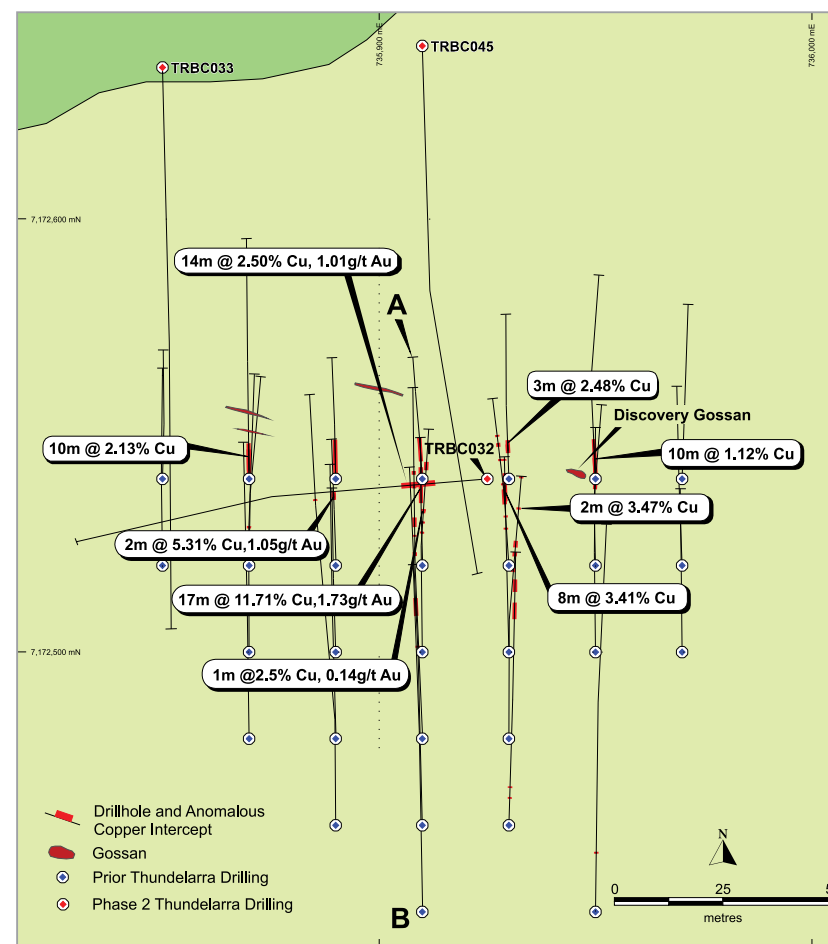 735,900 mE
736,000 mE
TRBC033
TRBC045
7,172,600 mN
14m @ 2.50% Cu, 1.01g/t Au
A
3m @ 2.48% Cu
Discovery Gossan
10m @ 2.13% Cu
TRBC032
10m @ 1.12% Cu
2m @ 3.47% Cu
2m @ 5.31% Cu,1.05g/t Au
17m @ 11.71% Cu,1.73g/t Au
8m @ 3.41% Cu
7,172,500 mN
1m @2.5% Cu, 0.14g/t Au
Drillhole and Anomalous
Copper Intercept
Gossan
Prior Thundelarra Drilling
Phase 2 Thundelarra Drilling
B
N
0 25 5
metres